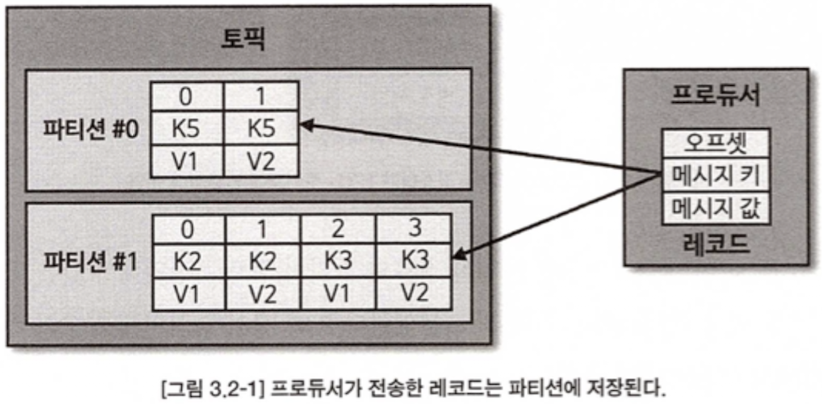 토픽
파티션 #0
0 1
K5 K5
V1 V2
파티션 #1
0 1 2 3
K2 K2 K3 K3
V1 V2 V1 V2
프로듀서
오프셋
메시지 키
메시지 값
레코드
[그림 3.2-1] 프로듀서가 전송한 레코드는 파티션에 저장된다.